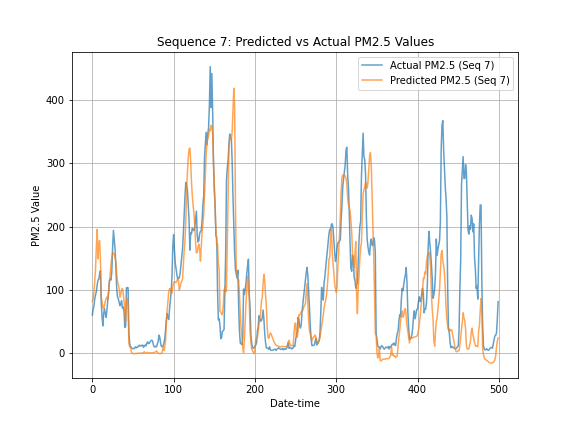 Sequence 7: Predicted vs Actual PM2.5 Values
Actual PM2.5 (Seq 7)
Predicted PM2.5 (Seq 7)
PM2.5 Value
400
300
200
100
0
0 100 200 300 400 500
Date-time